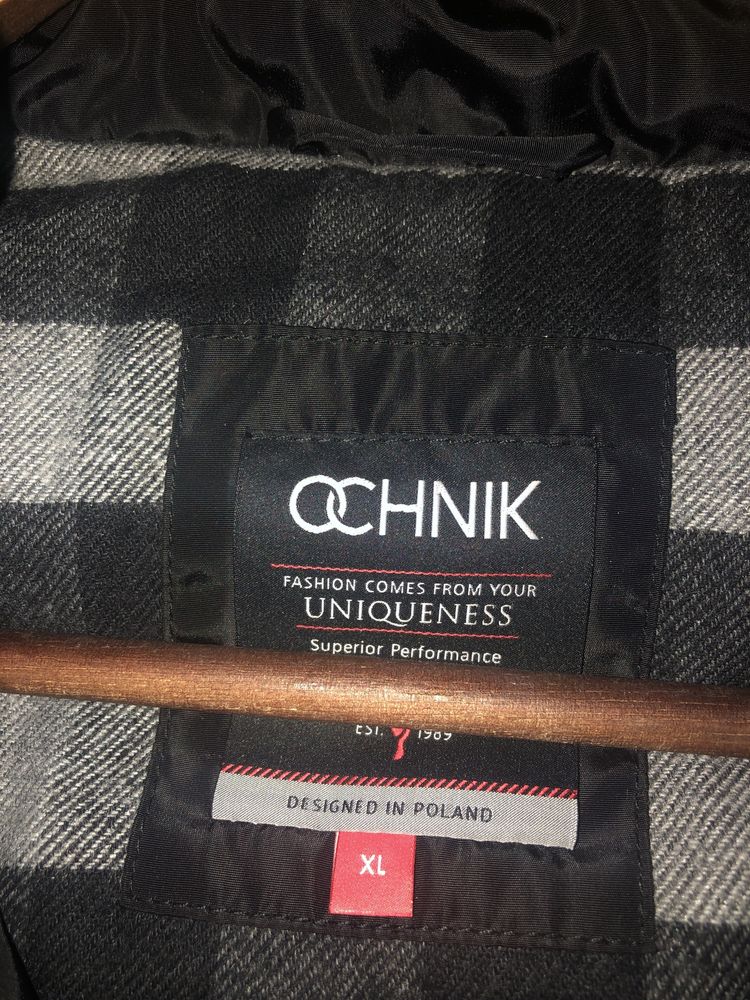 OCHNIK
FASHION COMES FROM YOUR
UNIQUENESS
Superior Performance
EST. 1989
DESIGNED IN POLAND
XL